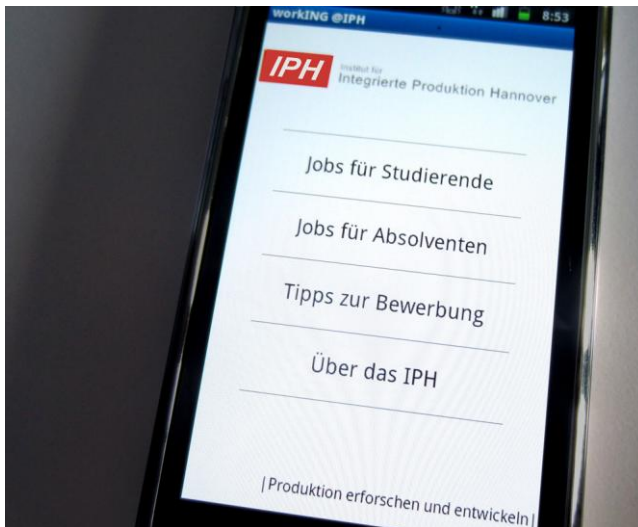 workING @IPH 8:53
IPH
Institut für
Integrierte Produktion Hannover
Jobs für Studierende
Jobs für Absolventen
Tipps zur Bewerbung
Über das IPH
|Produktion erforschen und entwickeln|